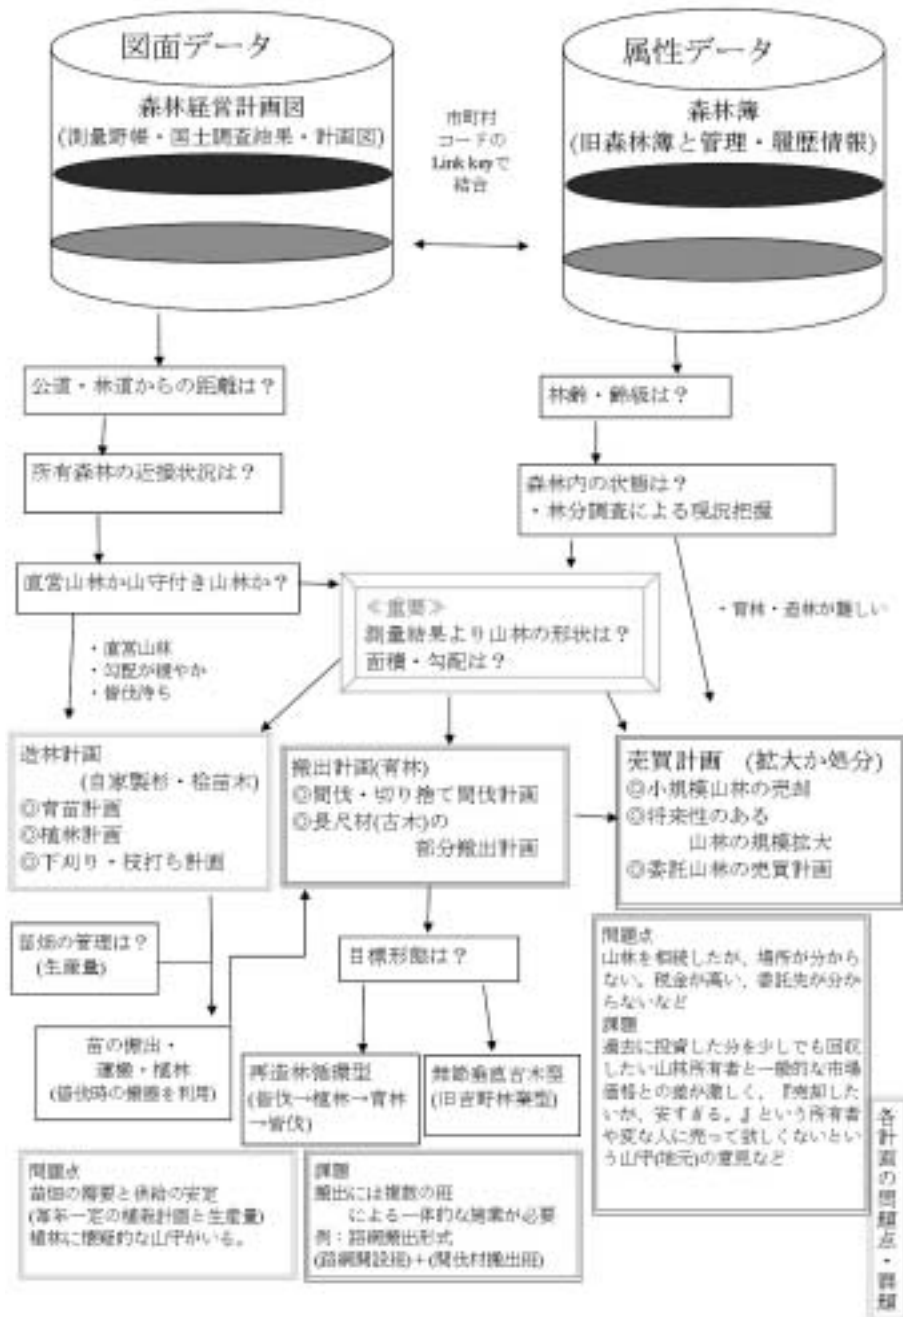 図面データ
森林経営計画図
(測量野帳・国土調査結果・計画図)
市町村
コードの
Link keyで
結合
属性データ
森林簿
(旧森林簿と管理・履歴情報)
公道・林道からの距離は？
所有森林の近接状況は？
直営山林か山守付き山林か？
・直営山林
・勾配が緩やか
・皆伐待ち
林齢・齢級は？
森林内の状態は？
・林分調査による現況把握
・育林・造林が難しい
≪重要≫
測量結果より山林の形状は？
面積・勾配は？
造林計画
(自家製杉・桧苗木)
◎育苗計画
◎植林計画
◎下刈り・枝打ち計画
搬出計画(育林)
◎間伐・切り捨て間伐計画
◎長尺材(古木)の
部分搬出計画
売買計画　(拡大か処分)
◎小規模山林の売却
◎将来性のある
山林の規模拡大
◎委託山林の売買計画
苗畑の管理は？
(生産量)
苗の搬出・
運搬・植林
(皆伐時の機器を利用)
目標形態は？
再造林循環型
(皆伐→植林→育林
→皆伐)
無節垂直古木型
(旧吉野林業型)
問題点
山林を相続したが、場所が分から
ない。税金が高い、委託先が分か
らないなど
課題
過去に投資した分を少しでも回収
したい山林所有者と一般的な市場
価格との差が激しく、『売却した
いが、安すぎる。』という所有者
や変な人に売って欲しくないとい
う山守(地元)の意見など
問題点
苗畑の需要と供給の安定
(毎年一定の植栽計画と生産量)
植林に懐疑的な山守がいる。
課題
搬出には複数の班
による一体的な施業が必要
例：路網搬出形式
(路網開設班)＋(間伐材搬出班)
各計画の問題点・課題